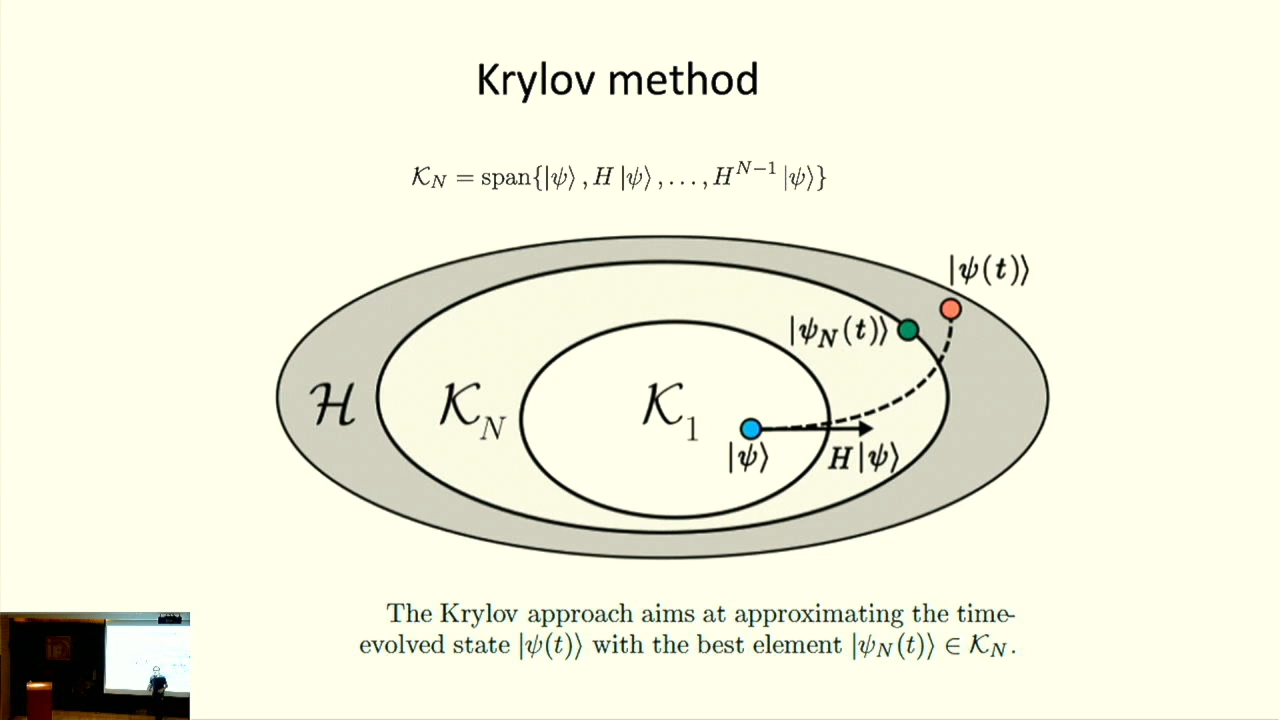 Krylov method
𝒦_N = span{|ψ⟩, H|ψ⟩, ..., H^{N−1}|ψ⟩}
|ψ(t)⟩
|ψ_N(t)⟩
ℋ
𝒦_N
𝒦_1
|ψ⟩
H|ψ⟩
The Krylov approach aims at approximating the time-
evolved state |ψ(t)⟩ with the best element |ψ_N(t)⟩ ∈ 𝒦_N.